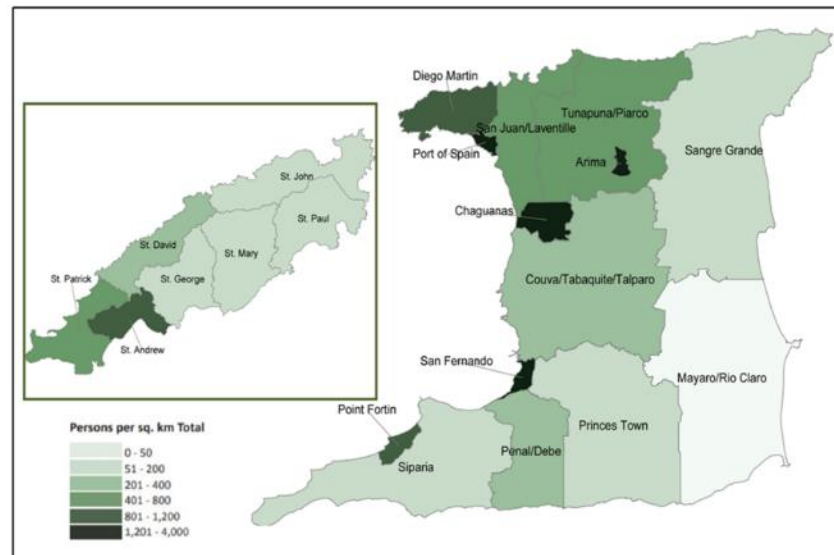 Diego Martin
Tunapuna/Piarco
San Juan/Laventille
Port of Spain
Arima
Sangre Grande
Chaguanas
Couva/Tabaquite/Talparo
San Fernando
Mayaro/Rio Claro
Point Fortin
Princes Town
Penal/Debe
Siparia
St. John
St. Paul
St. David
St. Mary
St. George
St. Patrick
St. Andrew
Persons per sq. km Total
0 - 50
51 - 200
201 - 400
401 - 800
801 - 1,200
1,201 - 4,000